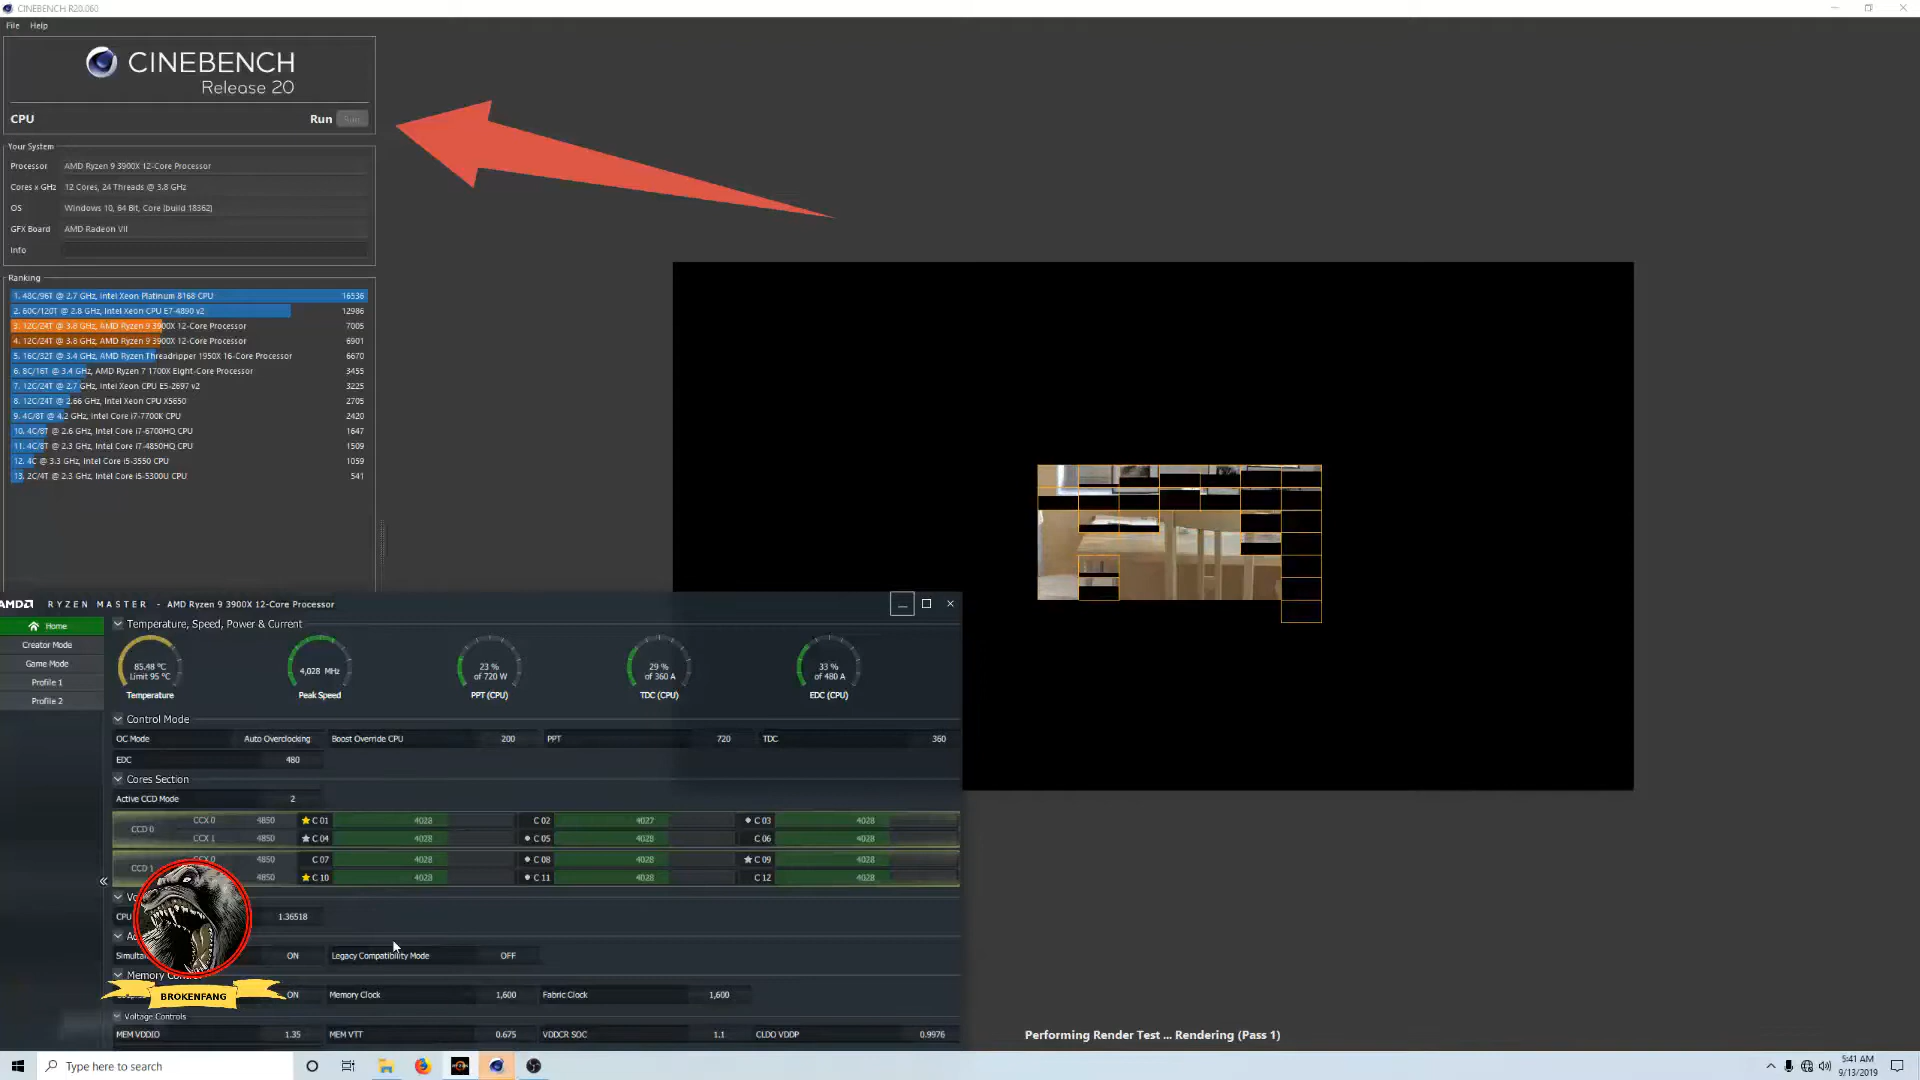 CINEBENCH R20.060
File Help
CINEBENCH
Release 20
CPU Run
Your System
Processor AMD Ryzen 9 3900X 12-Core Processor
Cores x GHz 12 Cores, 24 Threads @ 3.8 GHz
OS Windows 10, 64 Bit, Core (build 18362)
GFX Board AMD Radeon VII
Info
Ranking
1. 48C/96T @ 2.7 GHz, Intel Xeon Platinum 8168 CPU 16536
2. 60C/120T @ 2.8 GHz, Intel Xeon CPU E7-4890 v2 12986
3. 12C/24T @ 3.8 GHz, AMD Ryzen 9 3900X 12-Core Processor 7005
4. 12C/24T @ 3.8 GHz, AMD Ryzen 9 3900X 12-Core Processor 6901
5. 16C/32T @ 3.4 GHz, AMD Ryzen Threadripper 1950X 16-Core Processor 6670
6. 8C/16T @ 3.4 GHz, AMD Ryzen 7 1700X Eight-Core Processor 3455
7. 12C/24T @ 2.7 GHz, Intel Xeon CPU E5-2697 v2 3225
8. 12C/24T @ 2.66 GHz, Intel Xeon CPU X5650 2705
9. 4C/8T @ 4.2 GHz, Intel Core i7-7700K CPU 2420
10. 4C/8T @ 2.6 GHz, Intel Core i7-6700HQ CPU 1647
11. 4C/8T @ 2.3 GHz, Intel Core i7-4850HQ CPU 1509
12. 4C @ 3.3 GHz, Intel Core i5-3550 CPU 1059
13. 2C/4T @ 2.3 GHz, Intel Core i5-5300U CPU 541
AMD RYZEN MASTER - AMD Ryzen 9 3900X 12-Core Processor
Home
Creator Mode
Game Mode
Profile 1
Profile 2
Temperature, Speed, Power & Current
85.48 °C 4,028 MHz 23 % 29 % 33 %
Limit 95 °C of 720 W of 360 A of 480 A
Temperature Peak Speed PPT (CPU) TDC (CPU) EDC (CPU)
Control Mode
OC Mode Auto Overclocking Boost Override CPU 200 PPT 720 TDC 360
EDC 480
Cores Section
Active CCD Mode 2
CCD 0 CCX 0 4850 C 01 4028 C 02 4027 C 03 4028
CCX 1 4850 C 04 4028 C 05 4028 C 06 4028
CCD 1 CCX 0 4850 C 07 4028 C 08 4028 C 09 4028
4850 C 10 4028 C 11 4028 C 12 4028
CPU 1.36518
ON Legacy Compatibility Mode OFF
Memory
ON Memory Clock 1,600 Fabric Clock 1,600
Voltage Controls
MEM VDDIO 1.35 MEM VTT 0.675 VDDCR SOC 1.1 CLDO VDDP 0.9976
BROKENFANG
Performing Render Test ... Rendering (Pass 1)
Type here to search
5:41 AM
9/13/2019